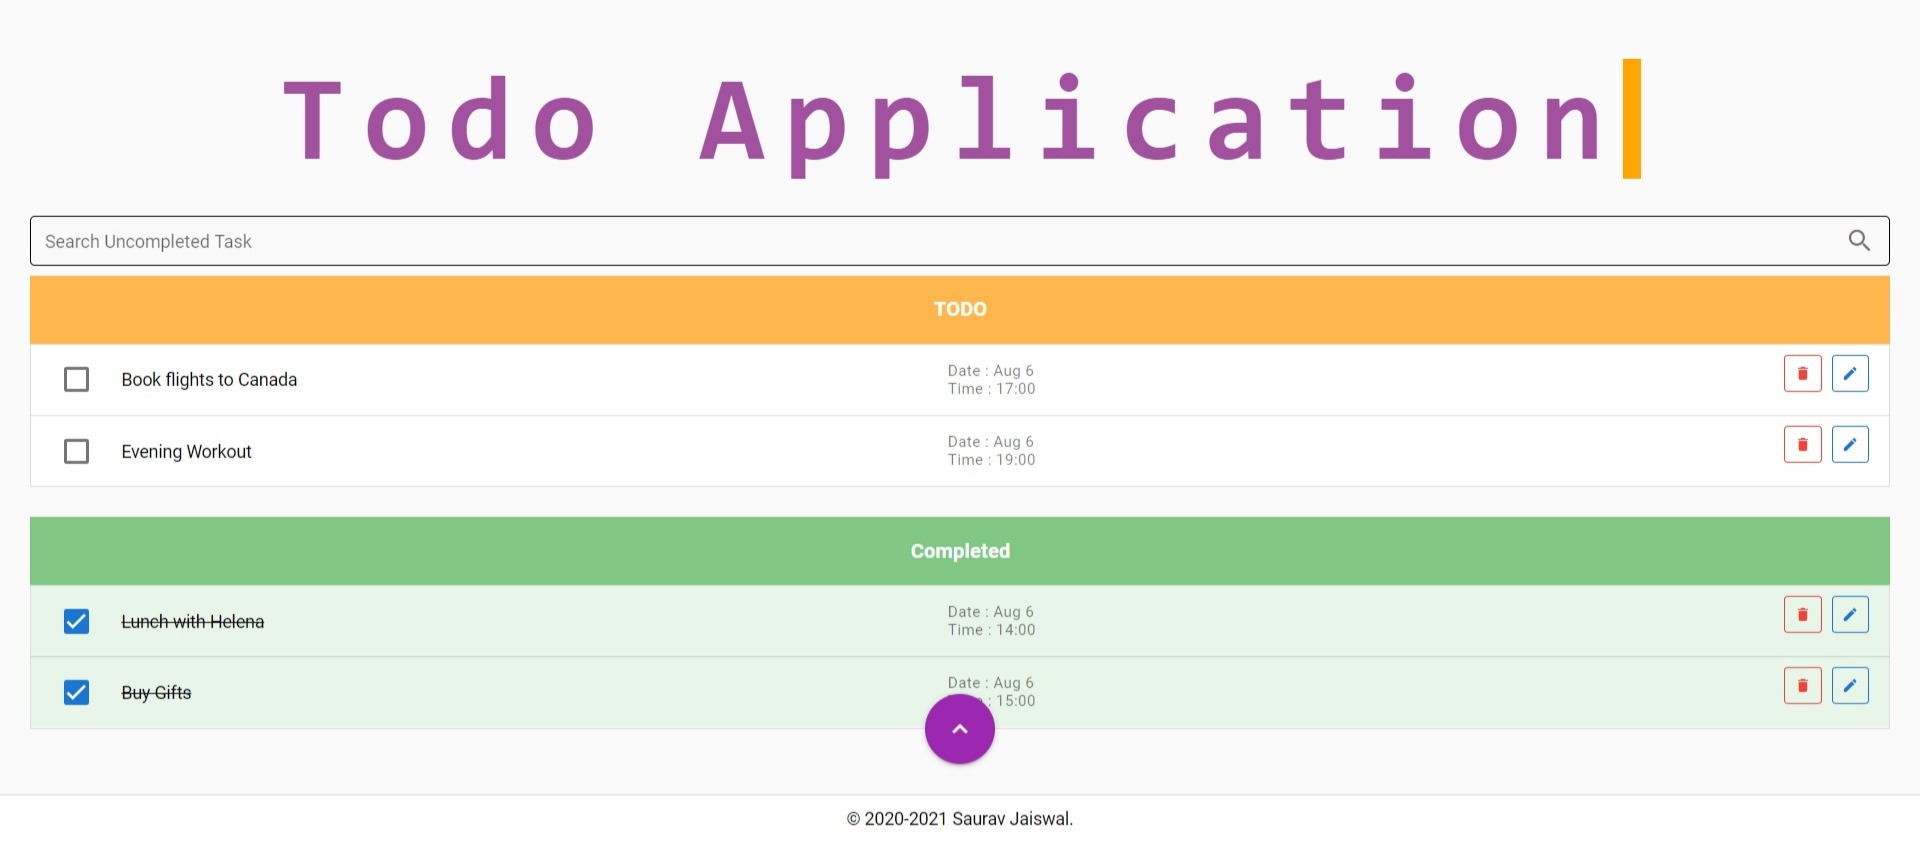 Todo Application
Search Uncompleted Task
TODO
Book flights to Canada
Date : Aug 6
Time : 17:00
Evening Workout
Date : Aug 6
Time : 19:00
Completed
Lunch with Helena
Date : Aug 6
Time : 14:00
Buy Gifts
Date : Aug 6
: 15:00
© 2020-2021 Saurav Jaiswal.